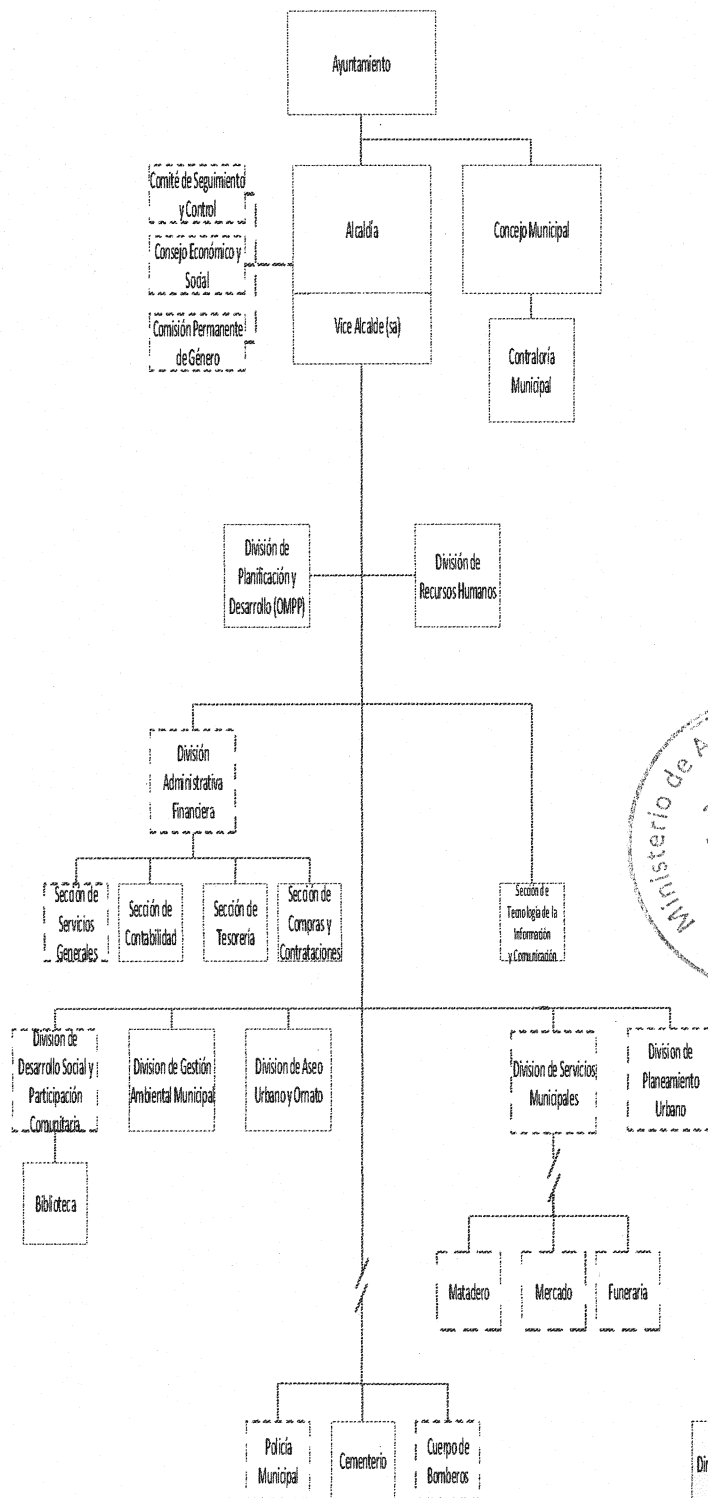 Ayuntamiento
Comité de Seguimiento
y Control
Consejo Económico y
Social
Comisión Permanente
de Género
Alcaldía
Vice Alcalde (sa)
Concejo Municipal
Contraloría
Municipal
División de
Planificación y
Desarrollo (OMPP)
División de
Recursos Humanos
División
Administrativa
Financiera
Sección de
Servicios
Generales
Sección de
Contabilidad
Sección de
Tesorería
Sección de
Compras y
Contrataciones
Sección de
Tecnología de la
Información
y Comunicación
Ministerio de A
Division de
Desarrollo Social y
Participación
Comunitaria
Division de Gestión
Ambiental Municipal
Division de Aseo
Urbano y Ornato
Division de Servicios
Municipales
Division de
Planeamiento
Urbano
Biblioteca
Matadero
Mercado
Funeraria
Policía
Municipal
Cementerio
Cuerpo de
Bomberos
Dir